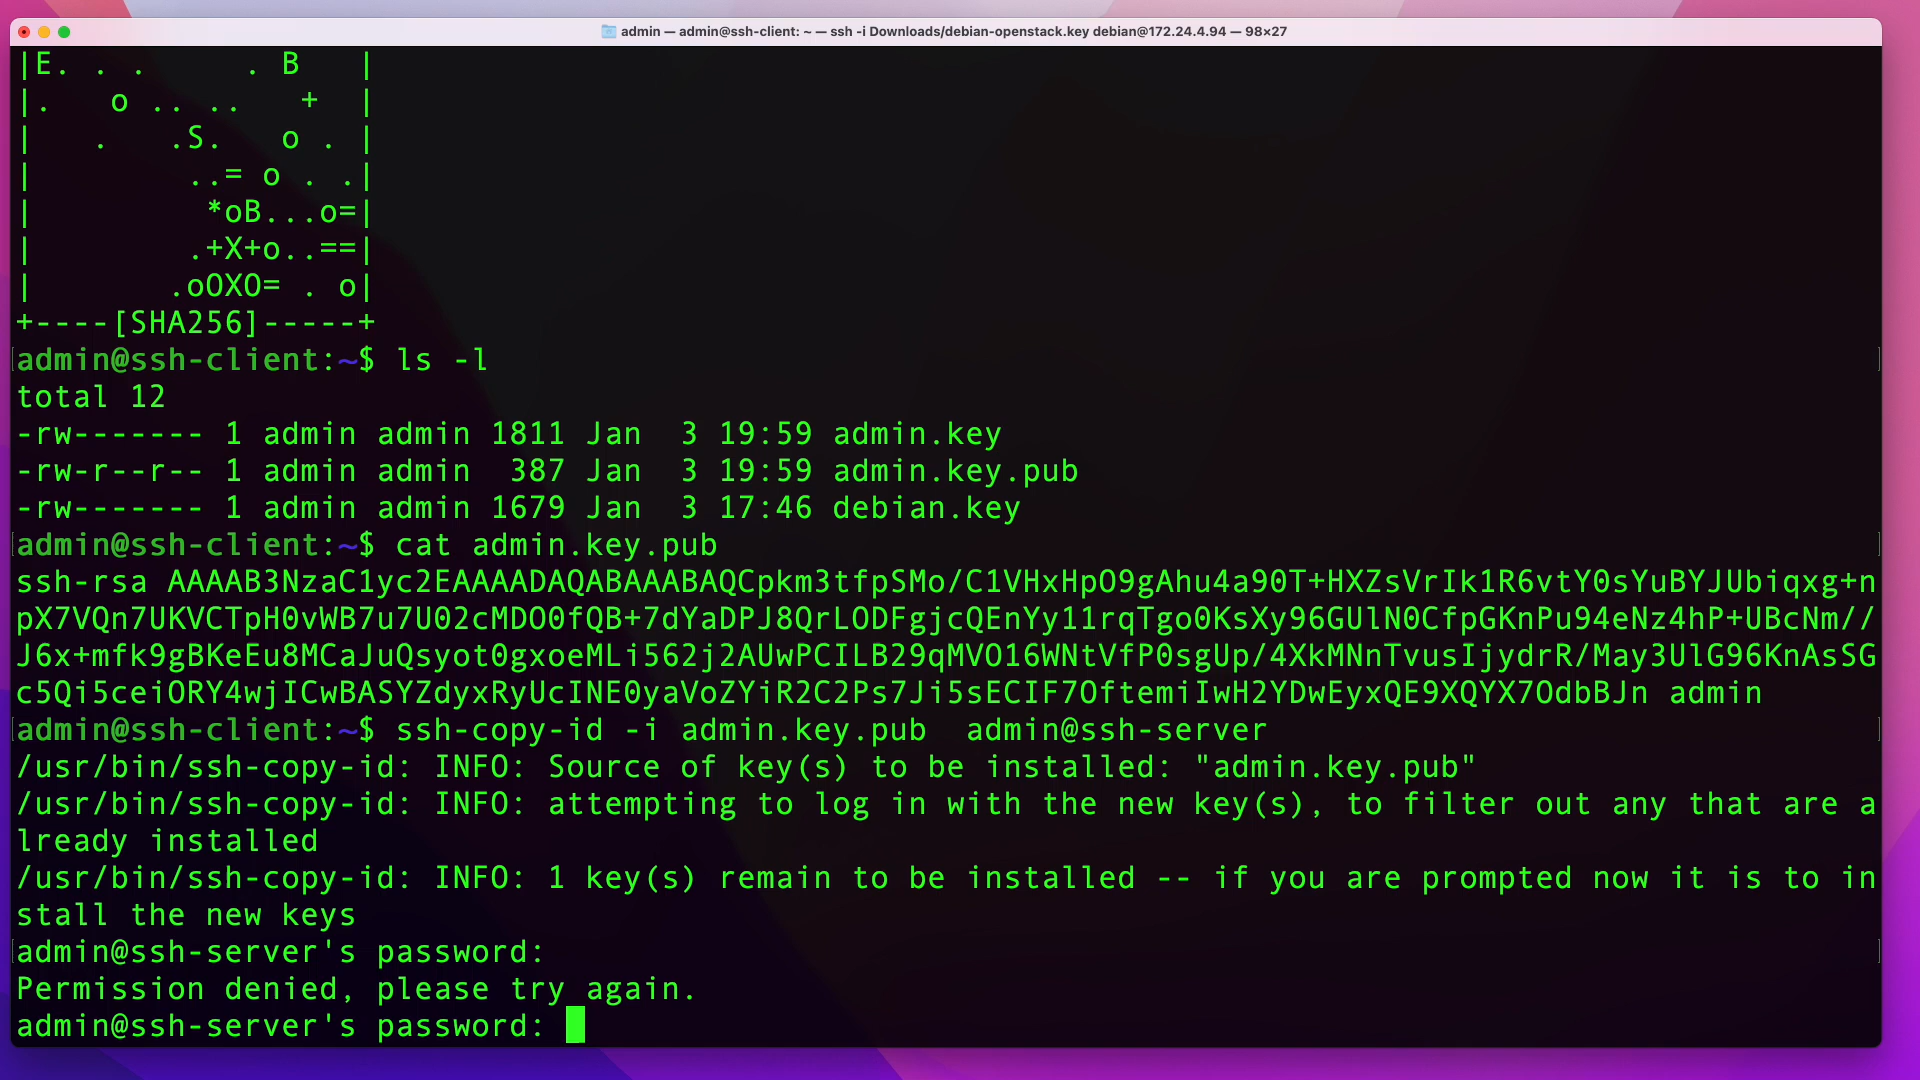 admin — admin@ssh-client: ~ — ssh -i Downloads/debian-openstack.key debian@172.24.4.94 — 98×27
|E. . .      . B   |
|.   o .. ..   +  |
|   .   .S.   o . |
|        ..= o . .|
|         *oB...o=|
|        .+X+o..==|
|       .oOXO= . o|
+----[SHA256]-----+
admin@ssh-client:~$ ls -l
total 12
-rw------- 1 admin admin 1811 Jan  3 19:59 admin.key
-rw-r--r-- 1 admin admin  387 Jan  3 19:59 admin.key.pub
-rw------- 1 admin admin 1679 Jan  3 17:46 debian.key
admin@ssh-client:~$ cat admin.key.pub
ssh-rsa AAAAB3NzaC1yc2EAAAADAQABAAABAQCpkm3tfpSMo/C1VHxHpO9gAhu4a90T+HXZsVrIk1R6vtY0sYuBYJUbiqxg+n
pX7VQn7UKVCTpH0vWB7u7U02cMDO0fQB+7dYaDPJ8QrLODFgjcQEnYy11rqTgo0KsXy96GUlN0CfpGKnPu94eNz4hP+UBcNm//
J6x+mfk9gBKeEu8MCaJuQsyot0gxoeMLi562j2AUwPCILB29qMVO16WNtVfP0sgUp/4XkMNnTvusIjydrR/May3UlG96KnAsSG
c5Qi5ceiORY4wjICwBASYZdyxRyUcINE0yaVoZYiR2C2Ps7Ji5sECIF7OftemiIwH2YDwEyxQE9XQYX7OdbBJn admin
admin@ssh-client:~$ ssh-copy-id -i admin.key.pub  admin@ssh-server
/usr/bin/ssh-copy-id: INFO: Source of key(s) to be installed: "admin.key.pub"
/usr/bin/ssh-copy-id: INFO: attempting to log in with the new key(s), to filter out any that are a
lready installed
/usr/bin/ssh-copy-id: INFO: 1 key(s) remain to be installed -- if you are prompted now it is to in
stall the new keys
admin@ssh-server's password:
Permission denied, please try again.
admin@ssh-server's password: